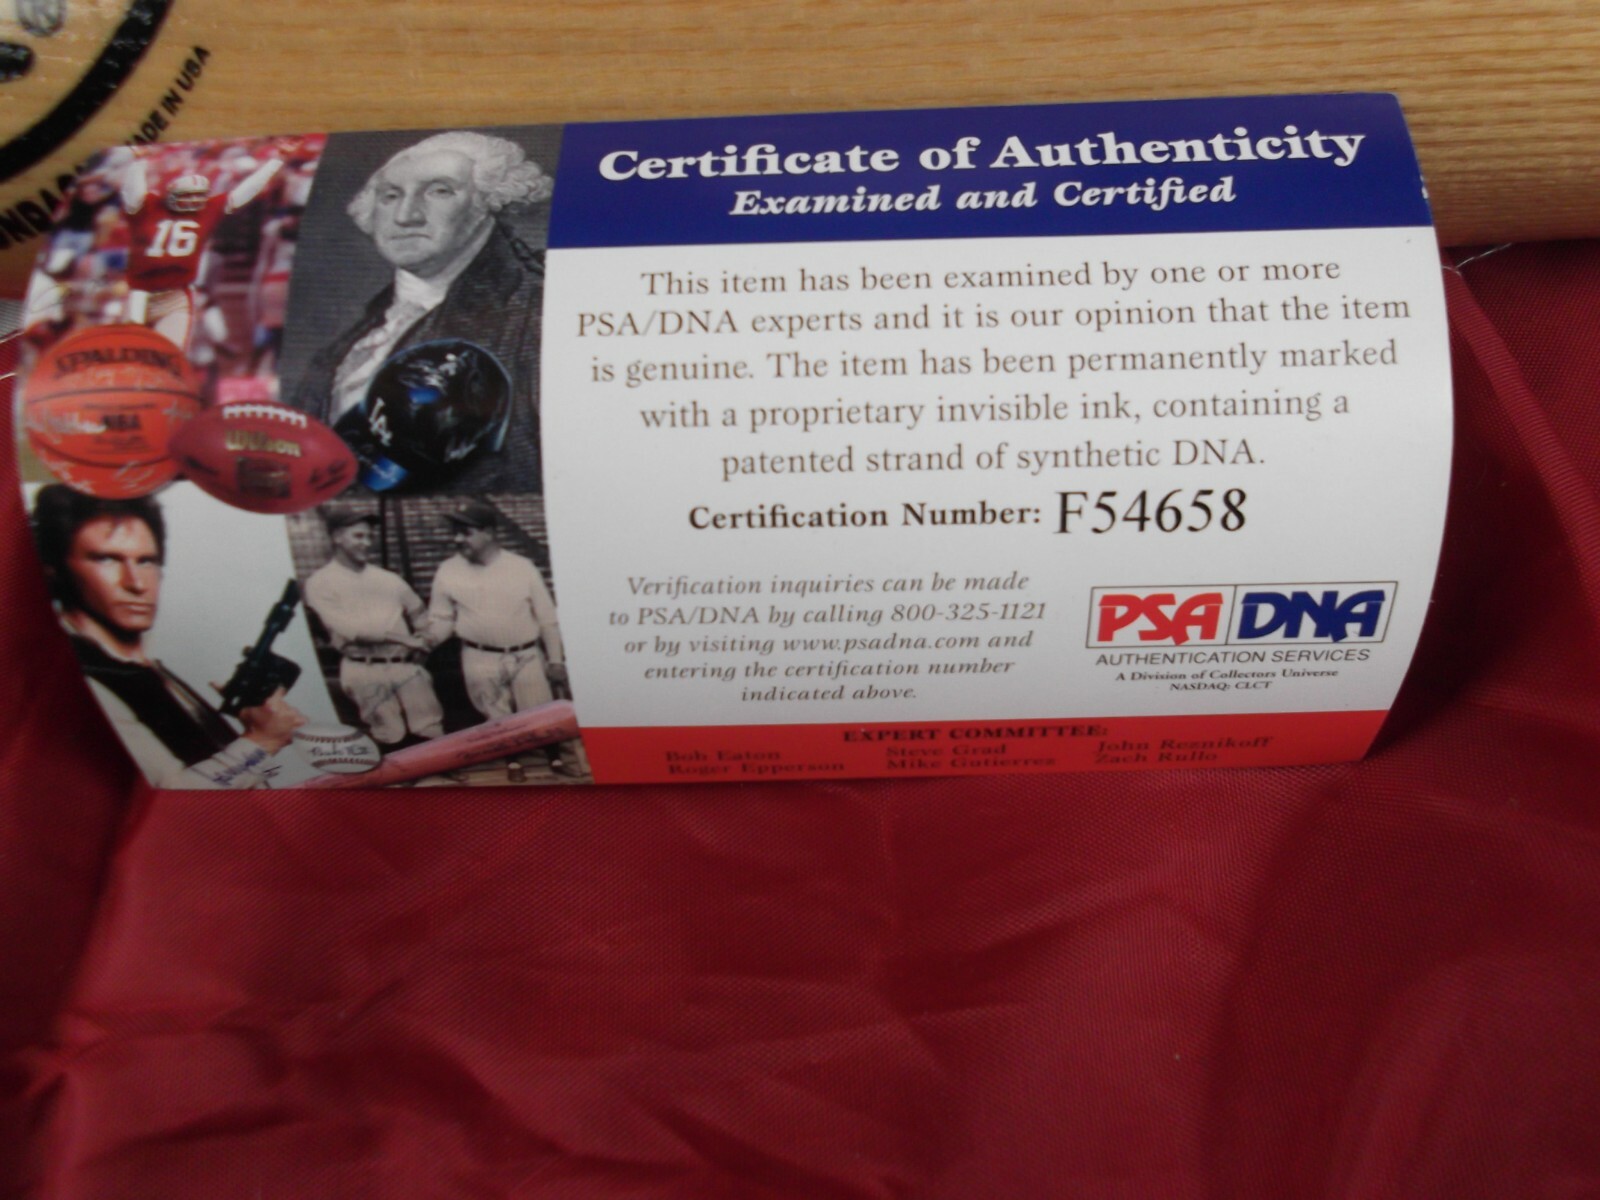 MADE IN USA
16
SPALDING
NBA
Wilson
LA
Certificate of Authenticity
Examined and Certified
This item has been examined by one or more
PSA/DNA experts and it is our opinion that the item
is genuine. The item has been permanently marked
with a proprietary invisible ink, containing a
patented strand of synthetic DNA.
Certification Number: F54658
Verification inquiries can be made
to PSA/DNA by calling 800-325-1121
or by visiting www.psadna.com and
entering the certification number
indicated above.
PSA DNA
AUTHENTICATION SERVICES
A Division of Collectors Universe
NASDAQ: CLCT
EXPERT COMMITTEE:
Bob Eaton Steve Grad John Reznikoff
Roger Epperson Mike Gutierrez Zach Rullo